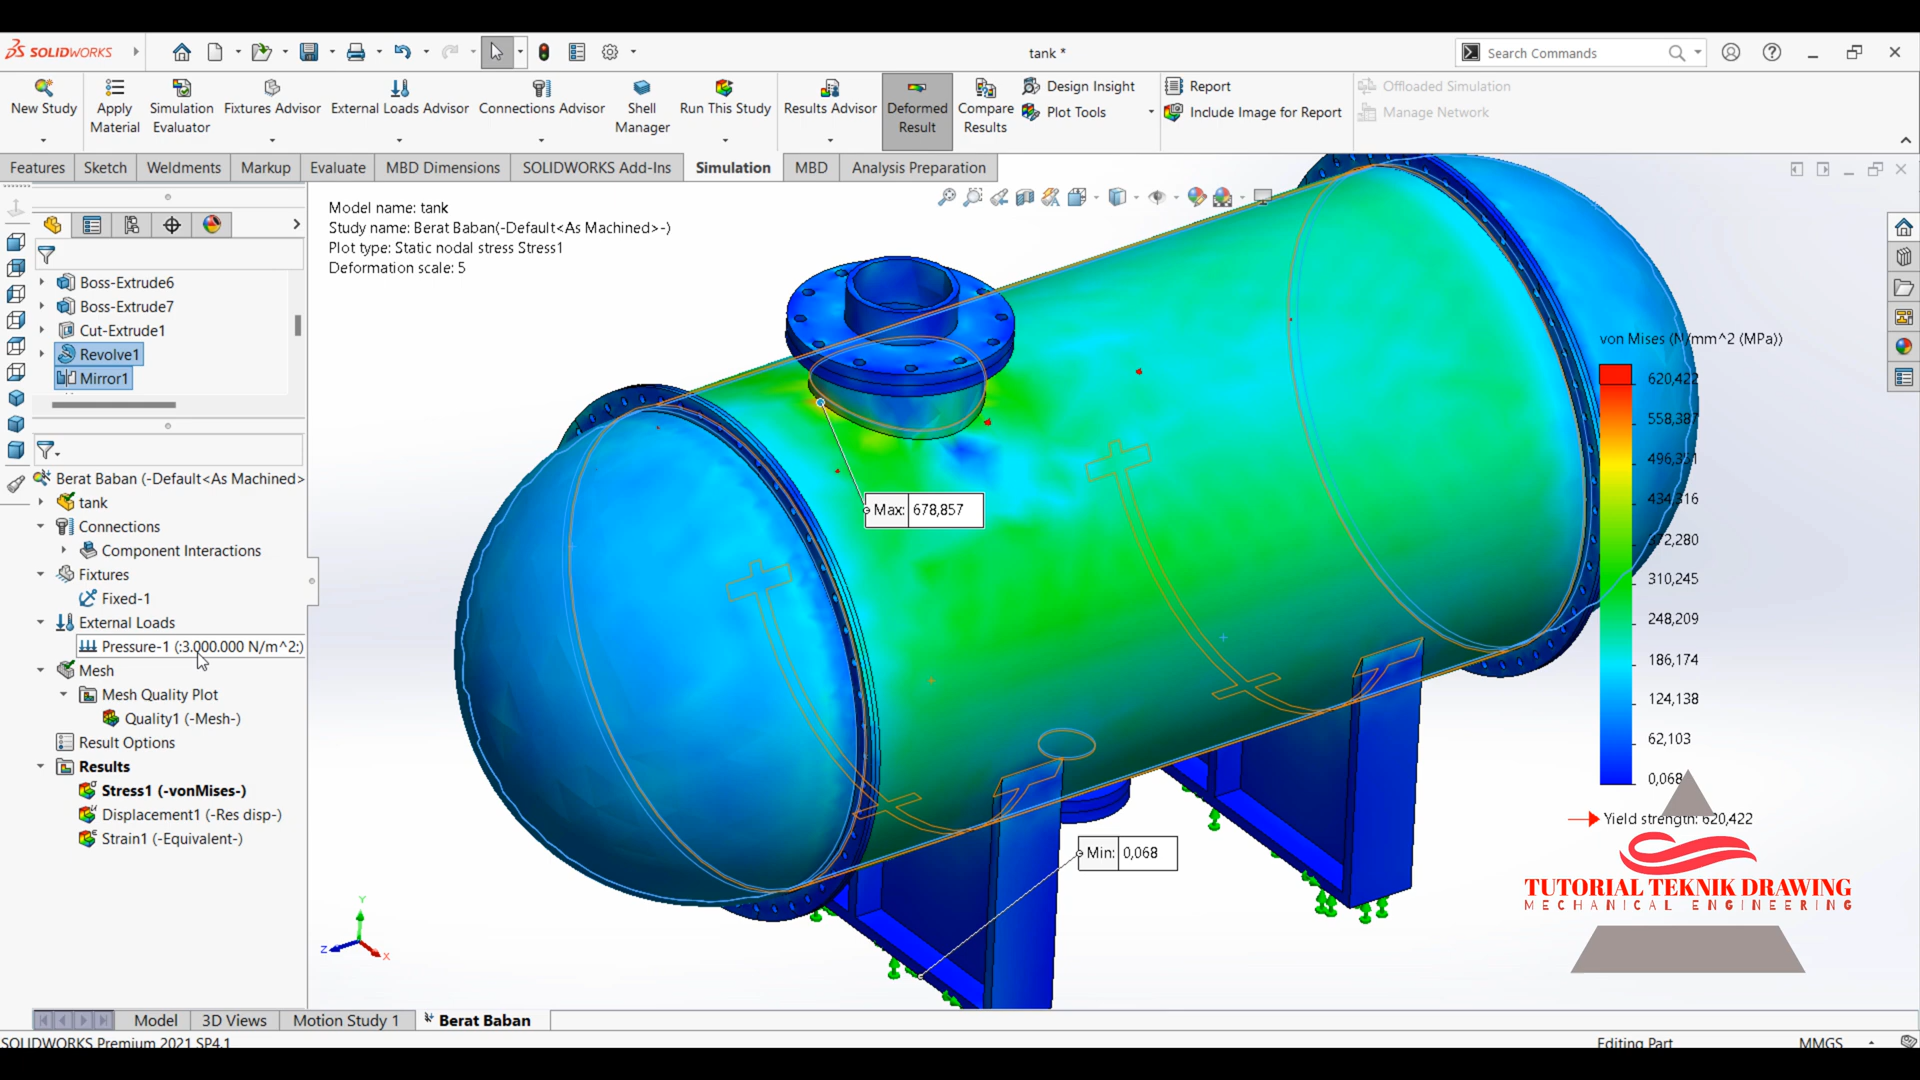 SOLIDWORKS
tank *
Search Commands
New Study
Apply Material
Simulation Evaluator
Fixtures Advisor
External Loads Advisor
Connections Advisor
Shell Manager
Run This Study
Results Advisor
Deformed Result
Compare Results
Design Insight
Plot Tools
Report
Include Image for Report
Offloaded Simulation
Manage Network
Features
Sketch
Weldments
Markup
Evaluate
MBD Dimensions
SOLIDWORKS Add-Ins
Simulation
MBD
Analysis Preparation
Boss-Extrude6
Boss-Extrude7
Cut-Extrude1
Revolve1
Mirror1
Berat Baban (-Default<As Machined>
tank
Connections
Component Interactions
Fixtures
Fixed-1
External Loads
Pressure-1 (:3.000.000 N/m^2:)
Mesh
Mesh Quality Plot
Quality1 (-Mesh-)
Result Options
Results
Stress1 (-vonMises-)
Displacement1 (-Res disp-)
Strain1 (-Equivalent-)
Model name: tank
Study name: Berat Baban(-Default<As Machined>-)
Plot type: Static nodal stress Stress1
Deformation scale: 5
Max: 678,857
Min: 0,068
von Mises (N/mm^2 (MPa))
620,422
558,387
496,351
434,316
372,280
310,245
248,209
186,174
124,138
62,103
0,068
Yield strength: 620,422
TUTORIAL TEKNIK DRAWING
MECHANICAL ENGINEERING
Y
Z
X
Model
3D Views
Motion Study 1
Berat Baban
SOLIDWORKS Premium 2021 SP4.1
Editing Part
MMGS